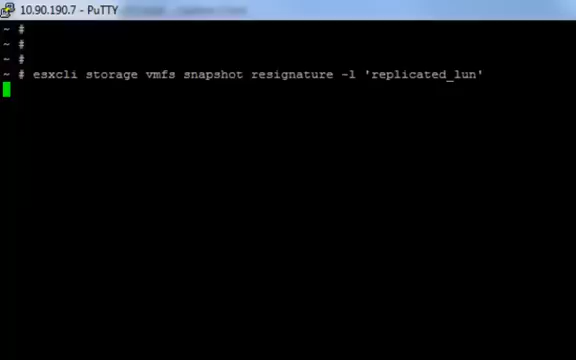 10.90.190.7 - PuTTY
~ #
~ #
~ #
~ # esxcli storage vmfs snapshot resignature -l 'replicated_lun'